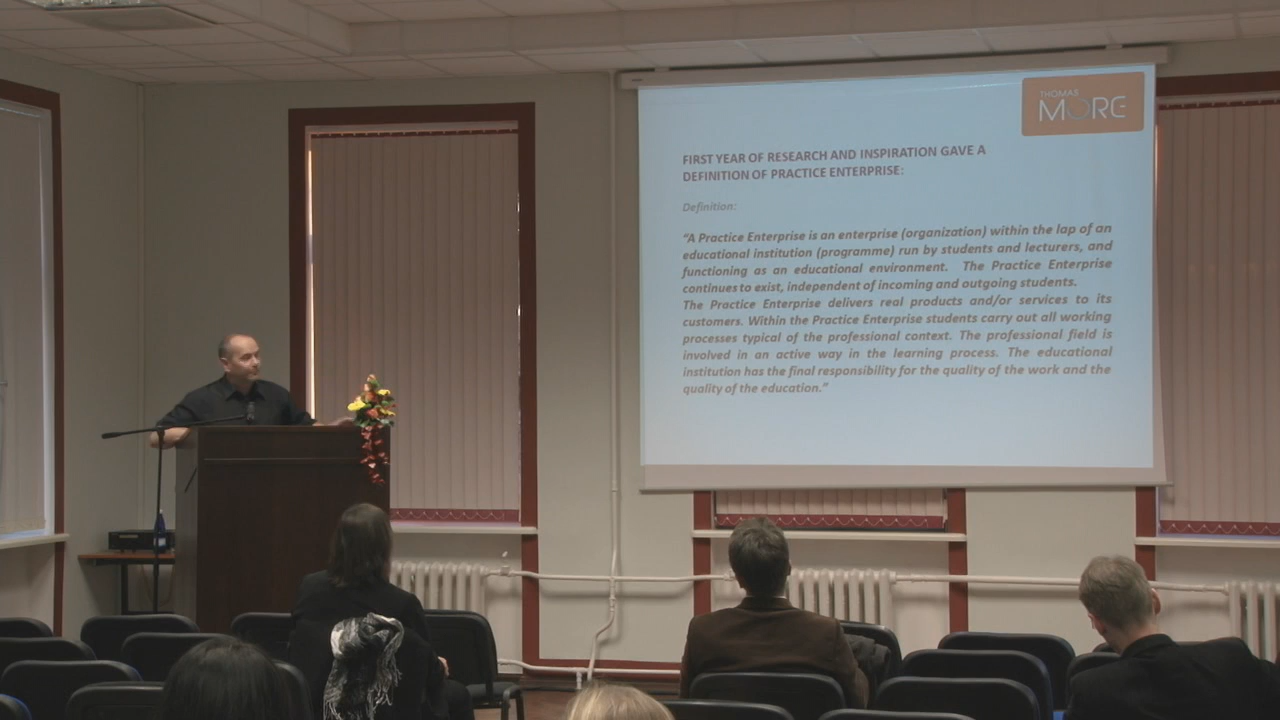 THOMAS
MORE
FIRST YEAR OF RESEARCH AND INSPIRATION GAVE A
DEFINITION OF PRACTICE ENTERPRISE:
Definition:
“A Practice Enterprise is an enterprise (organization) within the lap of an
educational institution (programme) run by students and lecturers, and
functioning as an educational environment. The Practice Enterprise
continues to exist, independent of incoming and outgoing students.
The Practice Enterprise delivers real products and/or services to its
customers. Within the Practice Enterprise students carry out all working
processes typical of the professional context. The professional field is
involved in an active way in the learning process. The educational
institution has the final responsibility for the quality of the work and the
quality of the education.”